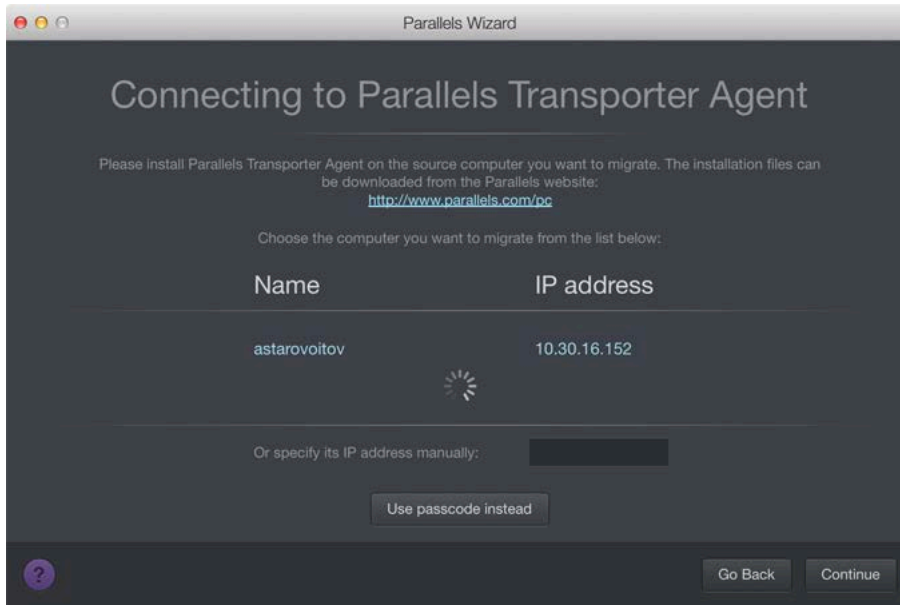 Parallels Wizard
Connecting to Parallels Transporter Agent
Please install Parallels Transporter Agent on the source computer you want to migrate. The installation files can
be downloaded from the Parallels website:
http://www.parallels.com/pc
Choose the computer you want to migrate from the list below:
Name IP address
astarovoitov 10.30.16.152
Or specify its IP address manually:
Use passcode instead
? Go Back Continue